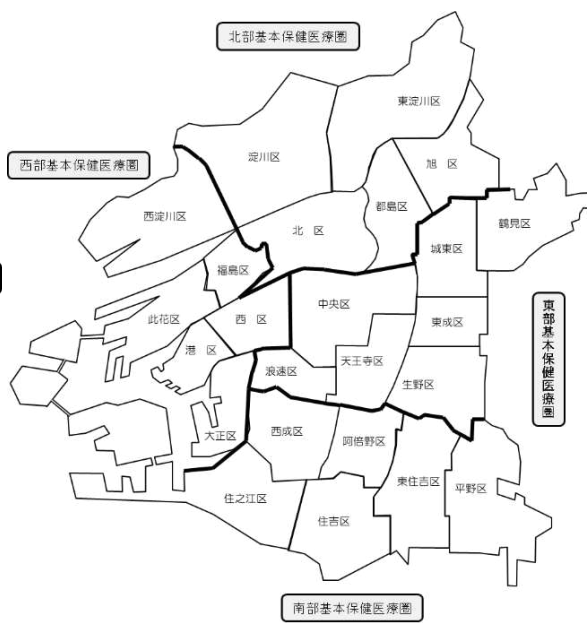 北部基本保健医療圏
東淀川区
淀川区
旭 区
西部基本保健医療圏
西淀川区
都島区
鶴見区
北 区
城東区
福島区
中央区
此花区
西 区
東成区
港 区
天王寺区
浪速区
生野区
東部基本保健医療圏
大正区
西成区
阿倍野区
東住吉区
平野区
住之江区
住吉区
南部基本保健医療圏